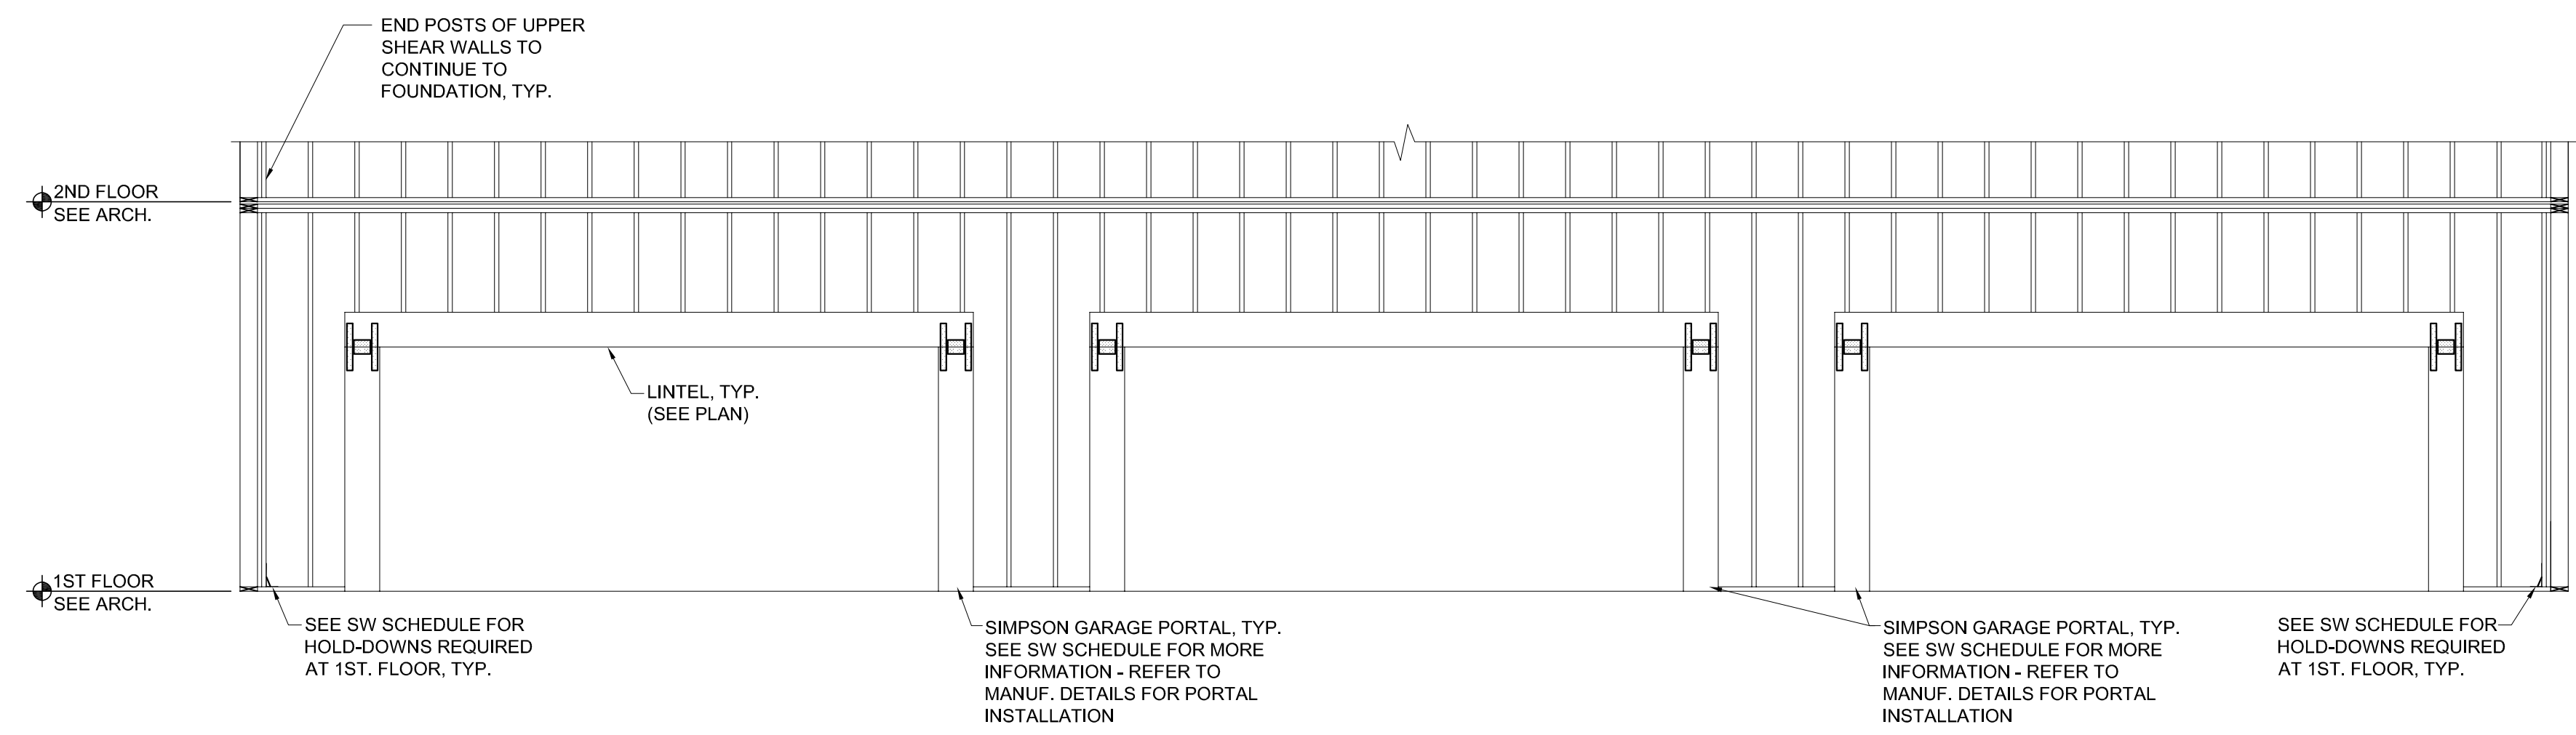 END POSTS OF UPPER
SHEAR WALLS TO
CONTINUE TO
FOUNDATION, TYP.
2ND FLOOR
SEE ARCH.
LINTEL, TYP.
(SEE PLAN)
1ST FLOOR
SEE ARCH.
SEE SW SCHEDULE FOR
HOLD-DOWNS REQUIRED
AT 1ST. FLOOR, TYP.
SIMPSON GARAGE PORTAL, TYP.
SEE SW SCHEDULE FOR MORE
INFORMATION - REFER TO
MANUF. DETAILS FOR PORTAL
INSTALLATION
SIMPSON GARAGE PORTAL, TYP.
SEE SW SCHEDULE FOR MORE
INFORMATION - REFER TO
MANUF. DETAILS FOR PORTAL
INSTALLATION
SEE SW SCHEDULE FOR
HOLD-DOWNS REQUIRED
AT 1ST. FLOOR, TYP.